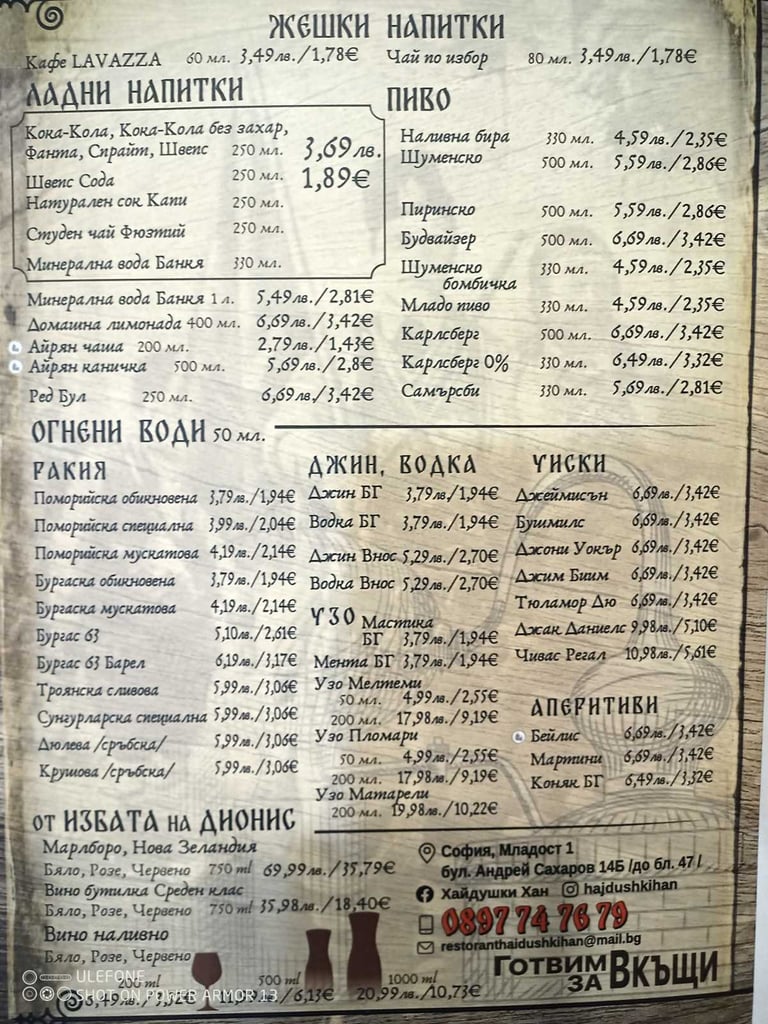 ЖЕШКИ НАПИТКИ
Кафе LAVAZZA 60 мл. 3,49лв./1,78€ Чай по избор 80 мл. 3,49лв./1,78€
ЛАДНИ НАПИТКИ
Кока-Кола, Кока-Кола без захар,
Фанта, Спрайт, Швепс 250 мл. 3,69лв.
Швепс Сода 250 мл. 1,89€
Натурален сок Капи 250 мл.
Студен чай Фюзтий 250 мл.
Минерална вода Банкя 330 мл.
Минерална вода Банкя 1 л. 5,49лв./2,81€
Домашна лимонада 400 мл. 6,69лв./3,42€
Айрян чаша 200 мл. 2,79лв./1,43€
Айрян каничка 500 мл. 5,69лв./2,8€
Ред Бул 250 мл. 6,69лв./3,42€
ПИВО
Наливна бира 330 мл. 4,59лв./2,35€
Шуменско 500 мл. 5,59лв./2,86€
Пиринско 500 мл. 5,59лв./2,86€
Будвайзер 500 мл. 6,69лв./3,42€
Шуменско 330 мл. 4,59лв./2,35€
бомбичка
Младо пиво 330 мл. 4,59лв./2,35€
Карлсберг 500 мл. 6,69лв./3,42€
Карлсберг 0% 330 мл. 6,49лв./3,32€
Самърсби 330 мл. 5,69лв./2,81€
ОГНЕНИ ВОДИ 50 мл.
РАКИЯ
Поморийска обикновена 3,79лв./1,94€
Поморийска специална 3,99лв./2,04€
Поморийска мускатова 4,19лв./2,14€
Бургаска обикновена 3,79лв./1,94€
Бургаска мускатова 4,19лв./2,14€
Бургас 63 5,10лв./2,61€
Бургас 63 Барел 6,19лв./3,17€
Троянска сливова 5,99лв./3,06€
Сунгурларска специална 5,99лв./3,06€
Дюлева /сръбска/ 5,99лв./3,06€
Крушова /сръбска/ 5,99лв./3,06€
ДЖИН, ВОДКА
Джин БГ 3,79лв./1,94€
Водка БГ 3,79лв./1,94€
Джин Внос 5,29лв./2,70€
Водка Внос 5,29лв./2,70€
УЗО Мастика
БГ 3,79лв./1,94€
Мента БГ 3,79лв./1,94€
Узо Мелтеми
50 мл. 4,99лв./2,55€
200 мл. 17,98лв./9,19€
Узо Пломари
50 мл. 4,99лв./2,55€
200 мл. 17,98лв./9,19€
Узо Матарели
200 мл. 19,98лв./10,22€
УИСКИ
Джеймисън 6,69лв./3,42€
Бушмилс 6,69лв./3,42€
Джони Уокър 6,69лв./3,42€
Джим Биим 6,69лв./3,42€
Тюламор Дю 6,69лв./3,42€
Джак Даниелс 9,98лв./5,10€
Чивас Регал 10,98лв./5,61€
АПЕРИТИВИ
Бейлис 6,69лв./3,42€
Мартини 6,69лв./3,42€
Коняк БГ 6,49лв./3,32€
от ИЗБАТА на ДИОНИС
Марлборо, Нова Зеландия
Бяло, Розе, Червено 750 ml 69,99лв./35,79€
Вино бутилка Среден клас
Бяло, Розе, Червено 750 ml 35,98лв./18,40€
Вино наливно
Бяло, Розе, Червено
200 ml 500 ml 1000 ml
6,49лв./3,32€ 20,99лв./10,73€
София, Младост 1
бул. Андрей Сахаров 14Б /до бл. 47 /
Хайдушки Хан hajdushkihan
0897 74 76 79
restoranthaidushkihan@mail.bg
ГОТВИМ ЗА ВКЪЩИ
ULEFONE
SHOT ON POWER ARMOR 13